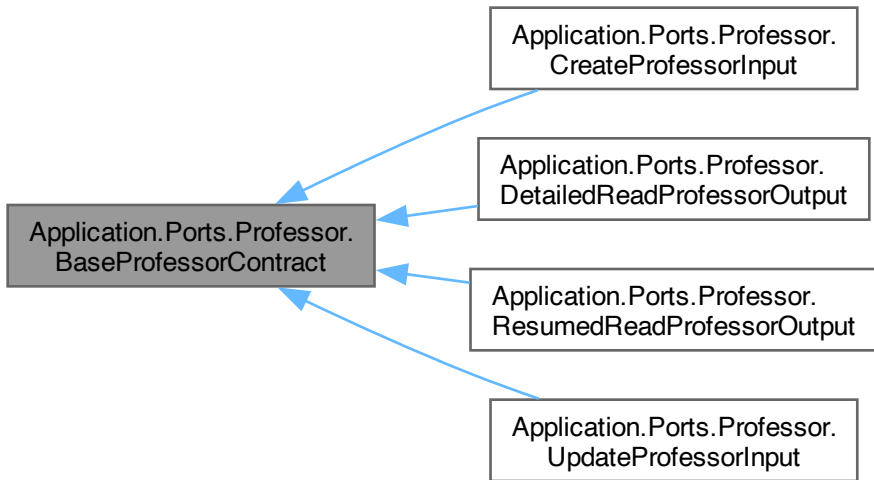 Application.Ports.Professor.
CreateProfessorInput
Application.Ports.Professor.
DetailedReadProfessorOutput
Application.Ports.Professor.
BaseProfessorContract
Application.Ports.Professor.
ResumedReadProfessorOutput
Application.Ports.Professor.
UpdateProfessorInput